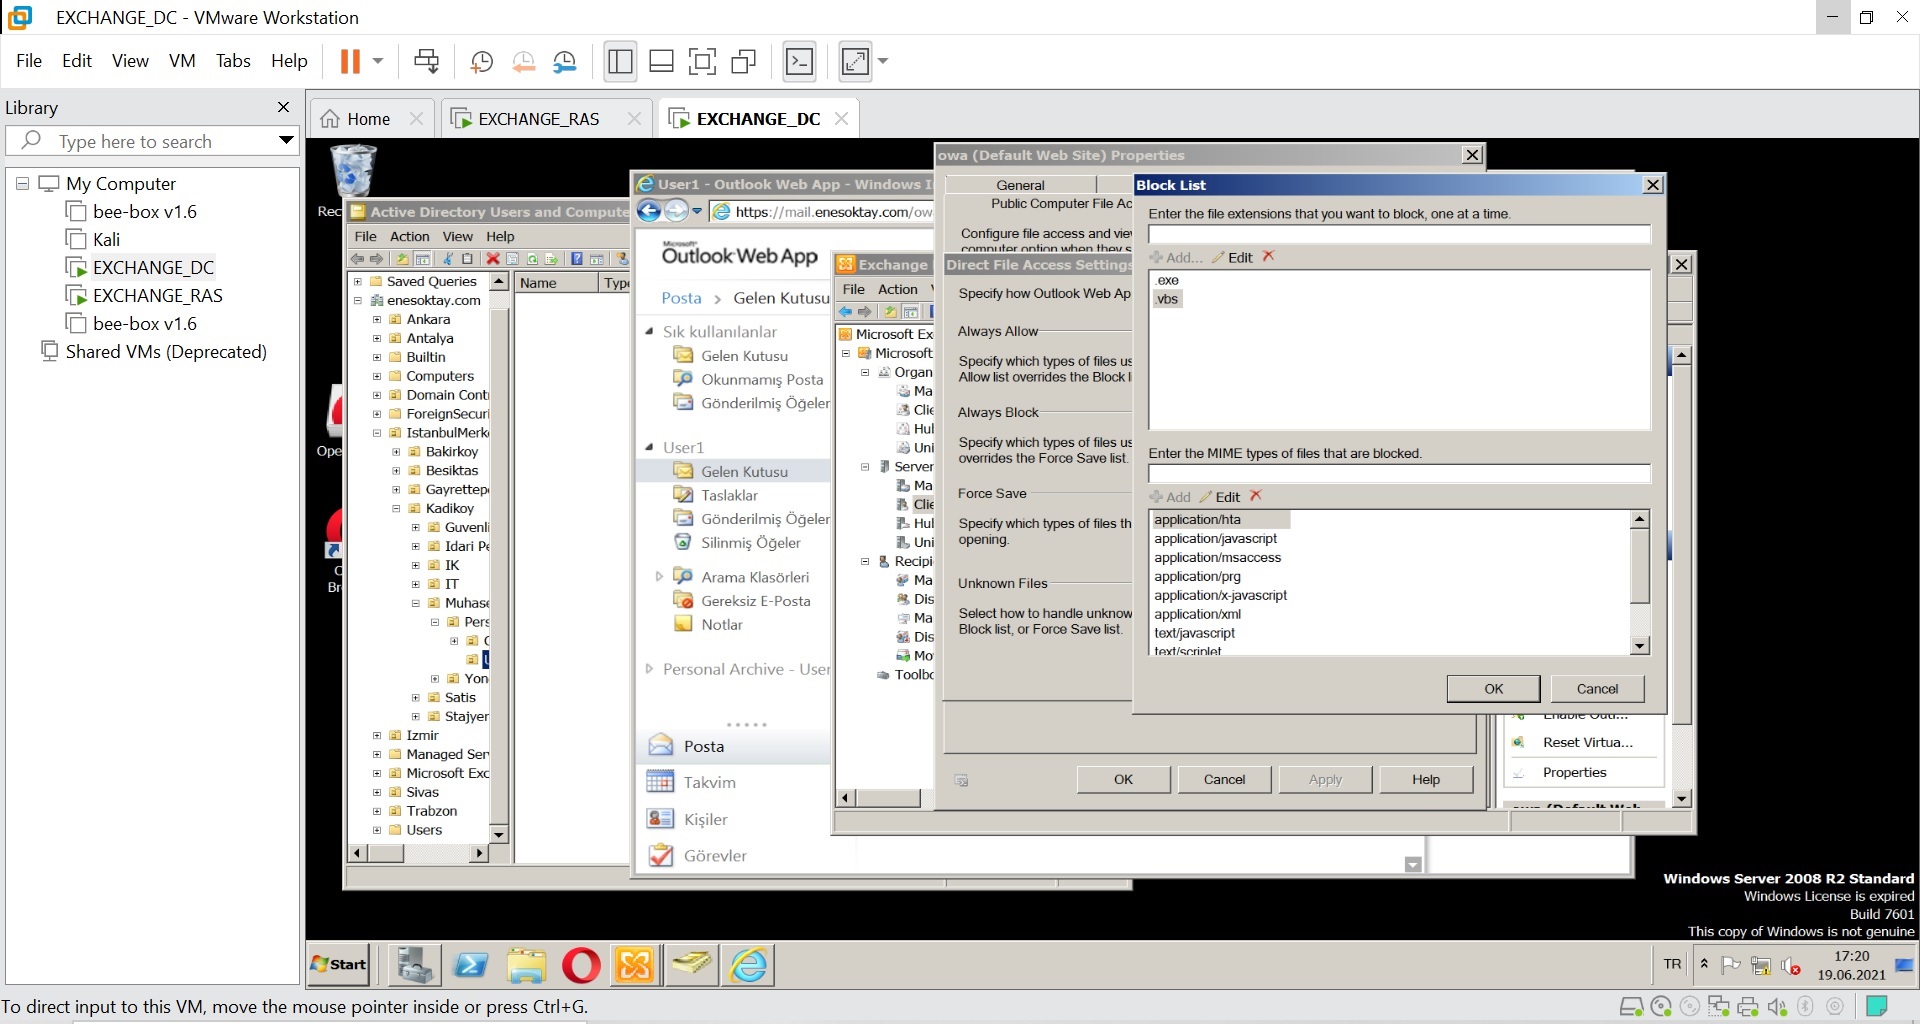 EXCHANGE_DC - VMware Workstation
File Edit View VM Tabs Help
Library
Type here to search
My Computer
bee-box v1.6
Kali
EXCHANGE_DC
EXCHANGE_RAS
bee-box v1.6
Shared VMs (Deprecated)
Home
EXCHANGE_RAS
EXCHANGE_DC
Rec
Ope
Br
Active Directory Users and Compute
File Action View Help
Saved Queries
enesoktay.com
Ankara
Antalya
Builtin
Computers
Domain Cont
ForeignSecuri
IstanbulMerk
Bakirkoy
Besiktas
Gayrettep
Kadikoy
Guvenli
Idari Pe
IK
IT
Muhase
Pers
Yon
Satis
Stajyer
Izmir
Managed Ser
Microsoft Exc
Sivas
Trabzon
Users
Name Type
User1 - Outlook Web App - Windows I
https://mail.enesoktay.com/ow
Microsoft
Outlook Web App
Posta > Gelen Kutusu
Sık kullanılanlar
Gelen Kutusu
Okunmamış Posta
Gönderilmiş Öğeler
User1
Gelen Kutusu
Taslaklar
Gönderilmiş Öğeler
Silinmiş Öğeler
Arama Klasörleri
Gereksiz E-Posta
Notlar
Personal Archive - User
Posta
Takvim
Kişiler
Görevler
Exchange
File Action
Microsoft Ex
Microsoft
Organ
Ma
Clie
Hul
Uni
Server
Ma
Clie
Hul
Uni
Recipi
Ma
Dis
Ma
Dis
Mo
Toolbo
owa (Default Web Site) Properties
General
Public Computer File Ac
Configure file access and vie
computer option when they s
Direct File Access Settings
Specify how Outlook Web Ap
Always Allow
Specify which types of files us
Allow list overrides the Block l
Always Block
Specify which types of files us
overrides the Force Save list.
Force Save
Specify which types of files th
opening.
Unknown Files
Select how to handle unknow
Block list, or Force Save list.
OK Cancel Apply Help
Block List
Enter the file extensions that you want to block, one at a time.
Add... Edit
.exe
.vbs
Enter the MIME types of files that are blocked.
Add Edit
application/hta
application/javascript
application/msaccess
application/prg
application/x-javascript
application/xml
text/javascript
text/scriptlet
OK Cancel
Enable Outl...
Reset Virtua...
Properties
owa (Default Web
Windows Server 2008 R2 Standard
Windows License is expired
Build 7601
This copy of Windows is not genuine
Start
TR
17:20
19.06.2021
To direct input to this VM, move the mouse pointer inside or press Ctrl+G.